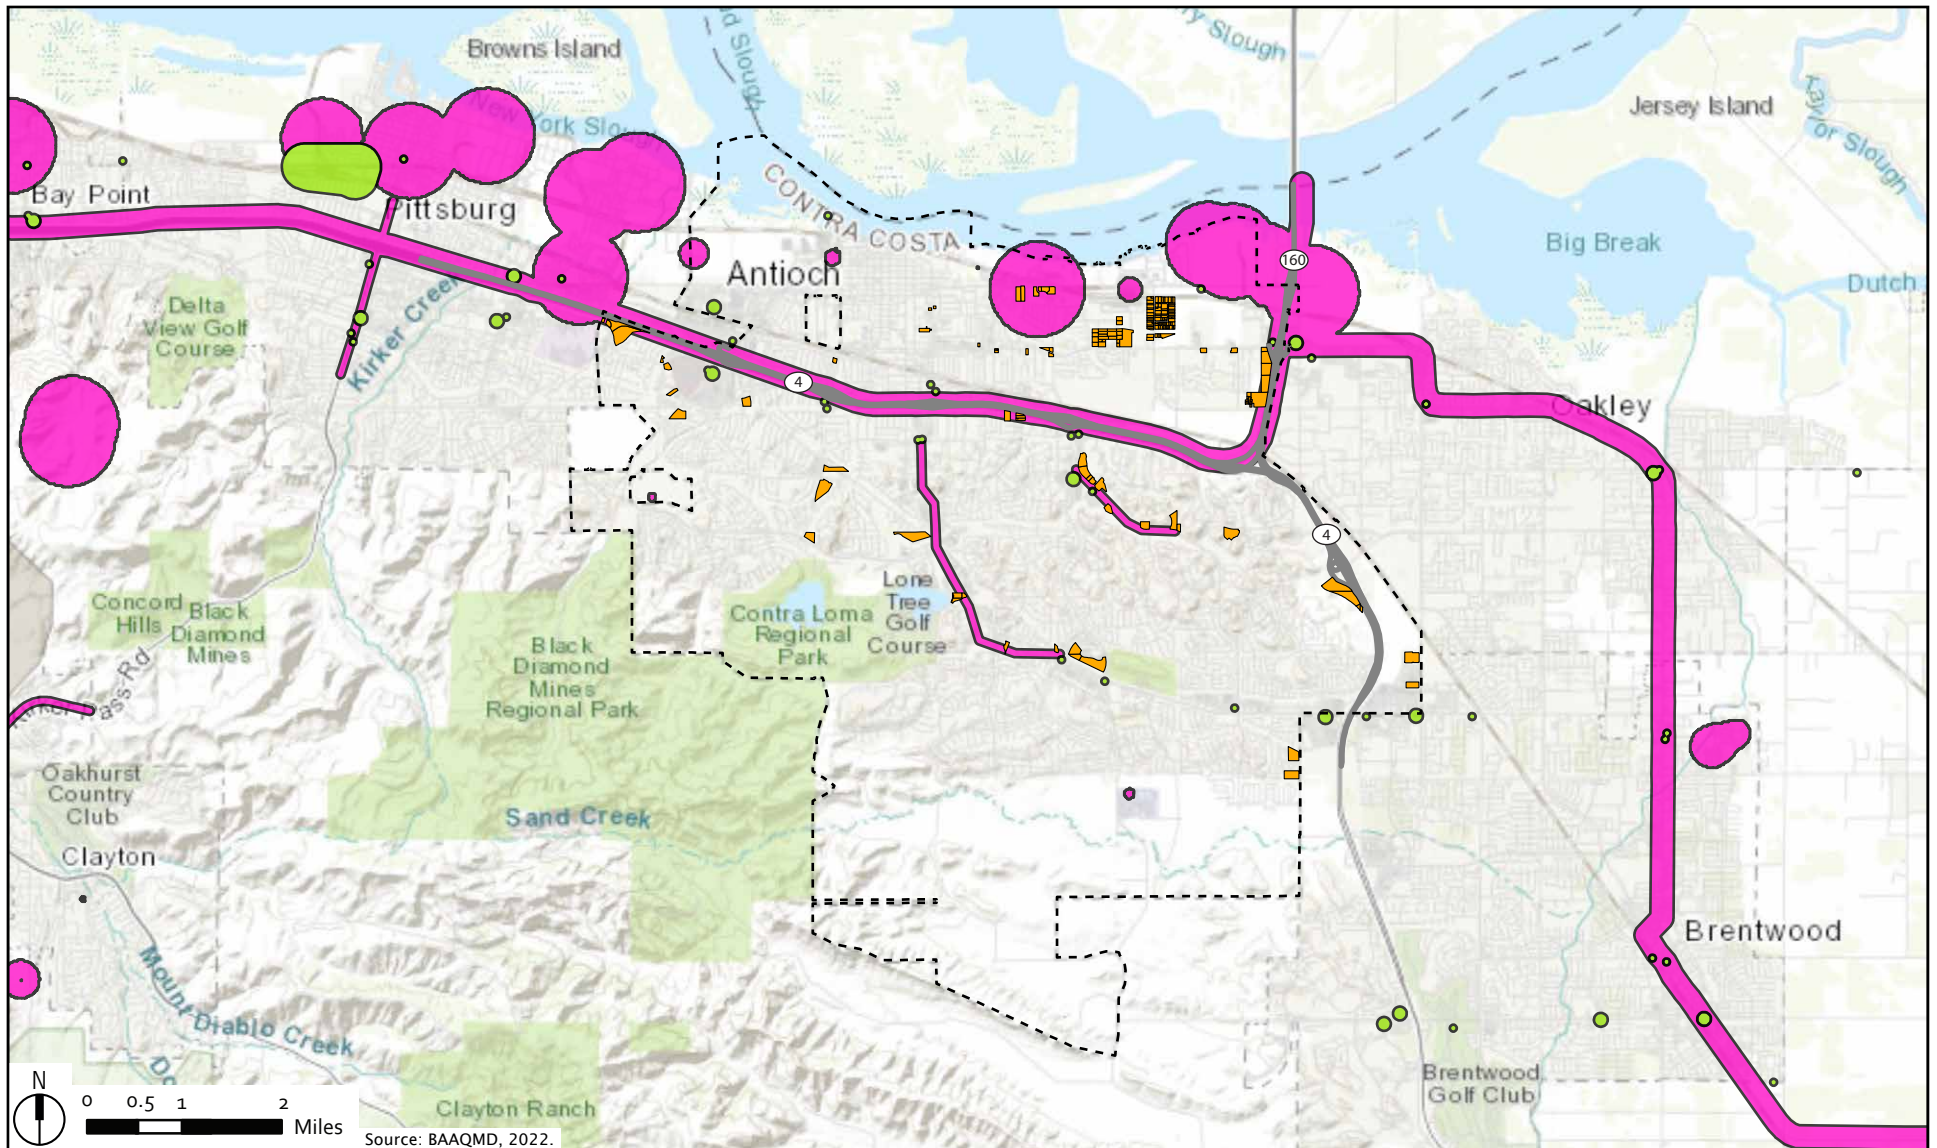 Browns Island
New York Slough
Slough
Jersey Island
Taylor Slough
Bay Point
Pittsburg
CONTRA COSTA
Antioch
160
Big Break
Dutch
Delta
View Golf
Course
Kirker Creek
4
Oakley
4
Concord
Hills
Black
Diamond
Mines
Pass Rd
Black
Diamond
Mines
Regional Park
Contra Loma
Regional
Park
Lone
Tree
Golf
Course
Oakhurst
Country
Club
Clayton
Sand Creek
Brentwood
Mount Diablo Creek
Brentwood
Golf Club
Clayton Ranch
N
0 0.5 1 2
Miles
Source: BAAQMD, 2022.